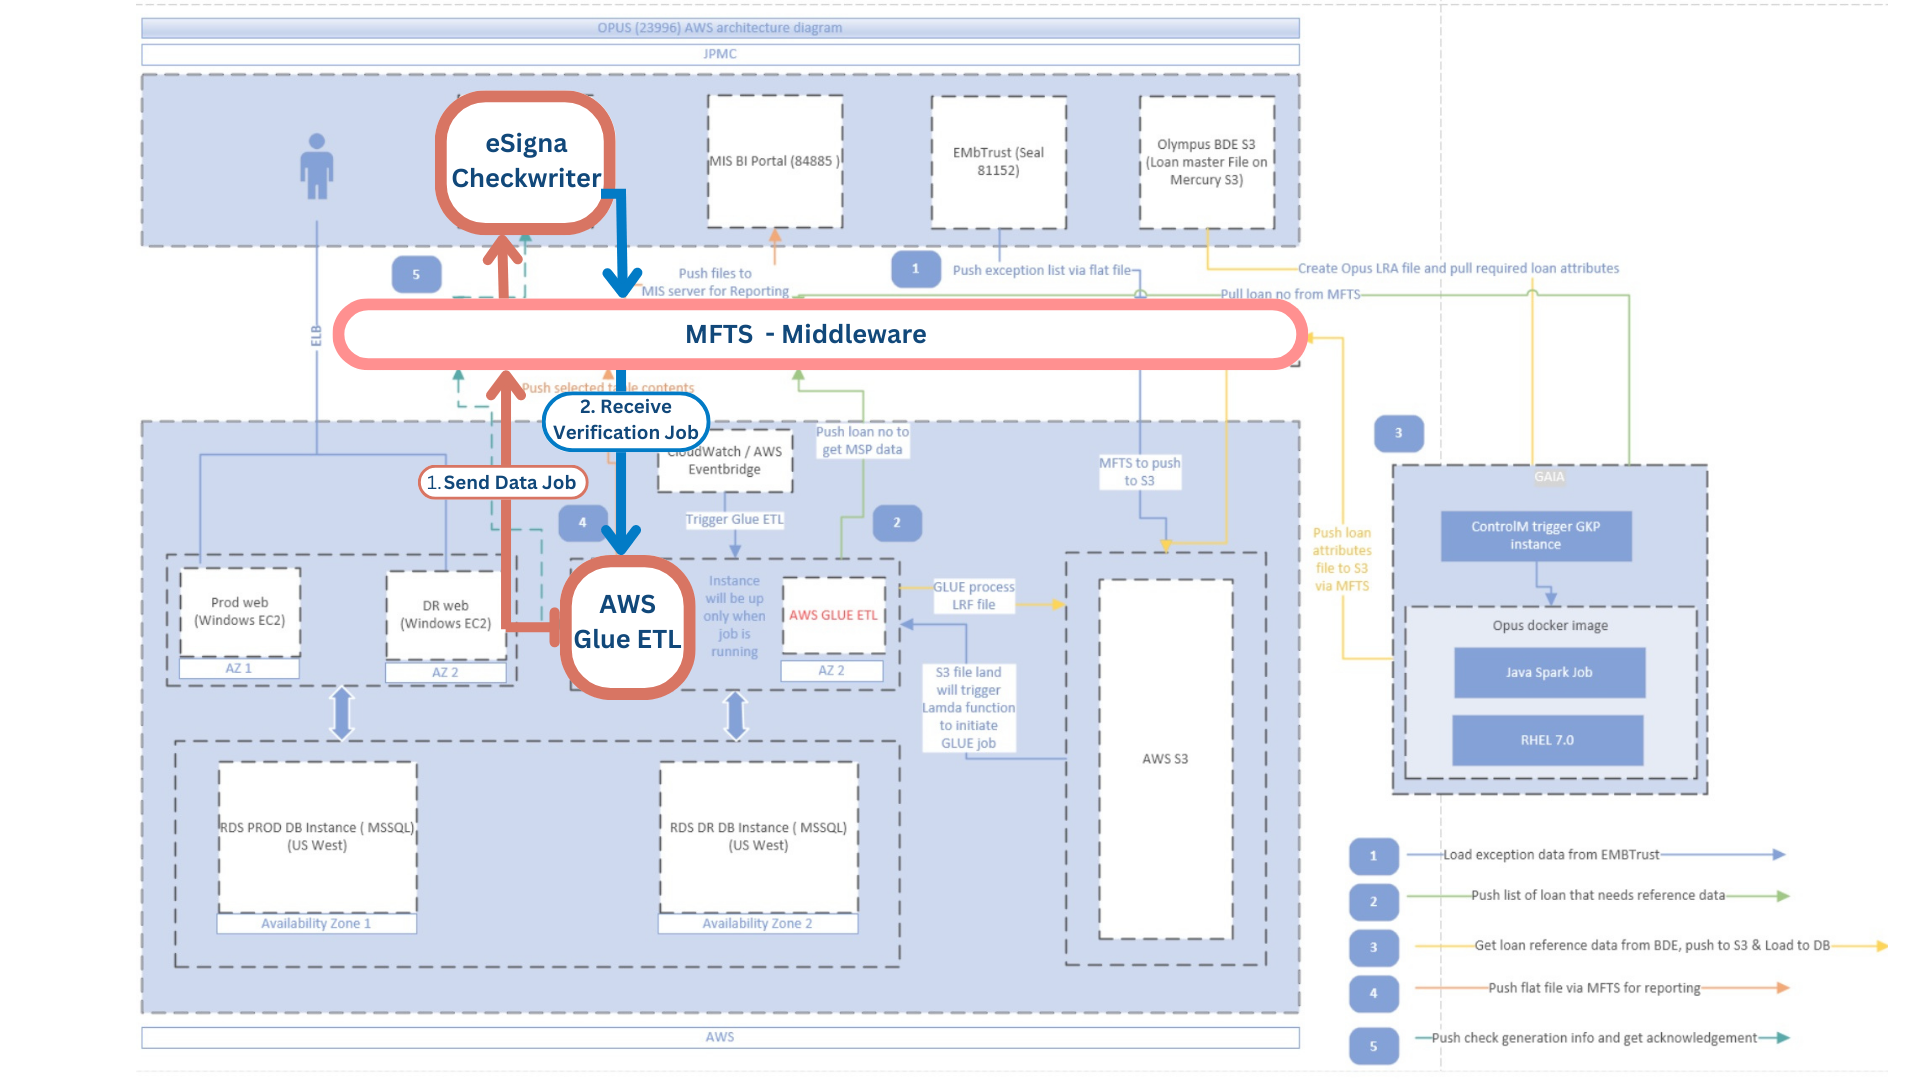 OPUS (23996) AWS architecture diagram
JPMC
eSigna
Checkwriter
MIS BI Portal (84885 )
EMbTrust (Seal
81152)
Olympus BDE S3
(Loan master File on
Mercury S3)
5
Push files to
MIS server for Reporting
1
Push exception list via flat file
Create Opus LRA file and pull required loan attributes
Pull loan no from MFTS
ELB
MFTS - Middleware
Push selected table contents
2. Receive
Verification Job
CloudWatch / AWS
Eventbridge
Push loan no to
get MSP data
MFTS to push
to S3
3
1. Send Data Job
4
Trigger Glue ETL
2
GAIA
ControlM trigger GKP
instance
Push loan
attributes
file to S3
via MFTS
Prod web
(Windows EC2)
AZ 1
DR web
(Windows EC2)
AZ 2
AWS
Glue ETL
Instance
will be up
only when
job is
running
AWS GLUE ETL
AZ 2
GLUE process
LRF file
S3 file land
will trigger
Lamda function
to initiate
GLUE job
Opus docker image
Java Spark Job
RHEL 7.0
AWS S3
RDS PROD DB Instance ( MSSQL)
(US West)
Availability Zone 1
RDS DR DB Instance ( MSSQL)
(US West)
Availability Zone 2
1
Load exception data from EMBTrust
2
Push list of loan that needs reference data
3
Get loan reference data from BDE, push to S3 & Load to DB
4
Push flat file via MFTS for reporting
5
Push check generation info and get acknowledgement
AWS